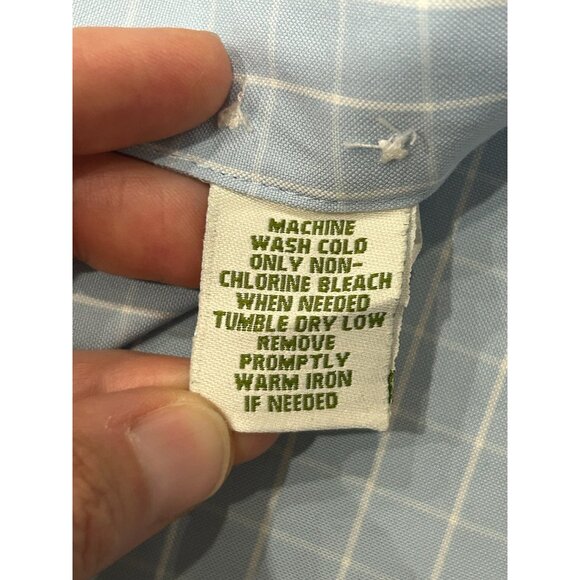 MACHINE
WASH COLD
ONLY NON-
CHLORINE BLEACH
WHEN NEEDED
TUMBLE DRY LOW
REMOVE
PROMPTLY
WARM IRON
IF NEEDED